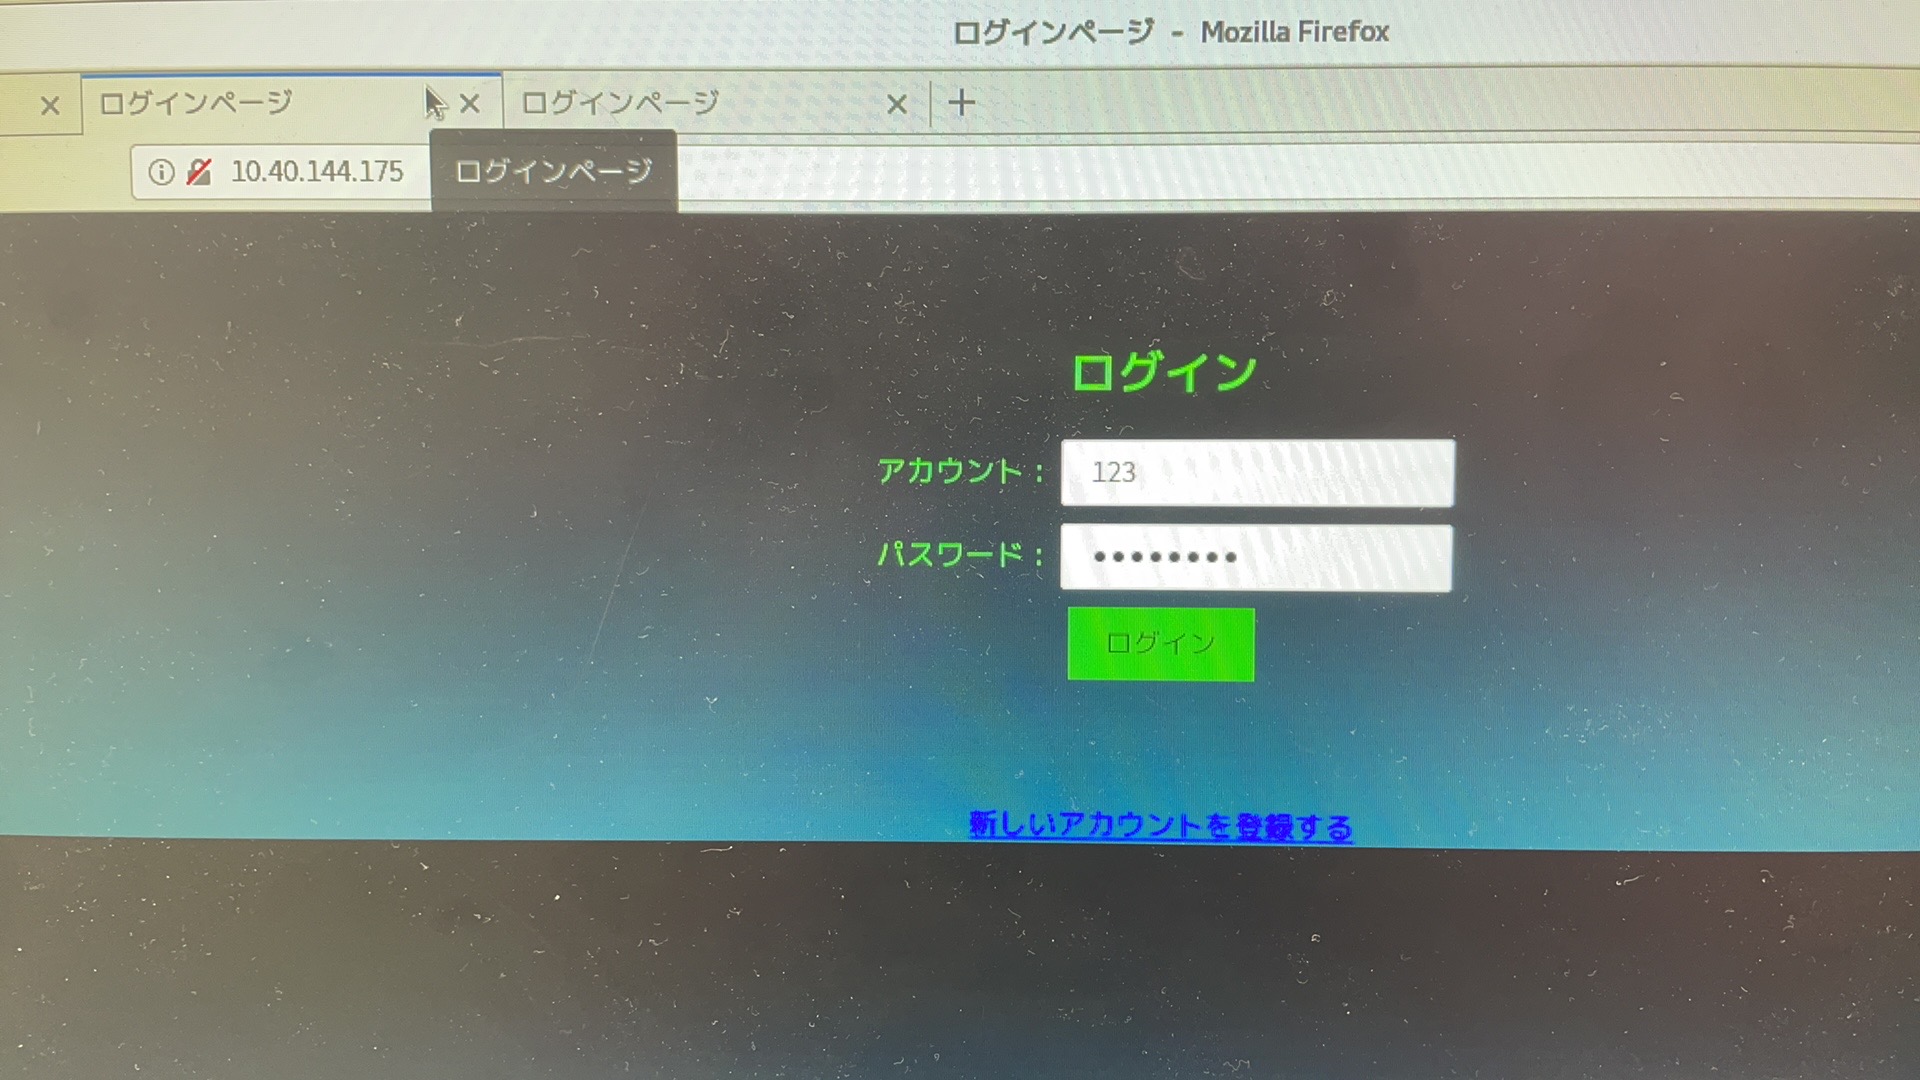 ログインページ - Mozilla Firefox
ログインページ
ログインページ
10.40.144.175
ログインページ
ログイン
アカウント：
123
パスワード：
••••••••
ログイン
新しいアカウントを登録する